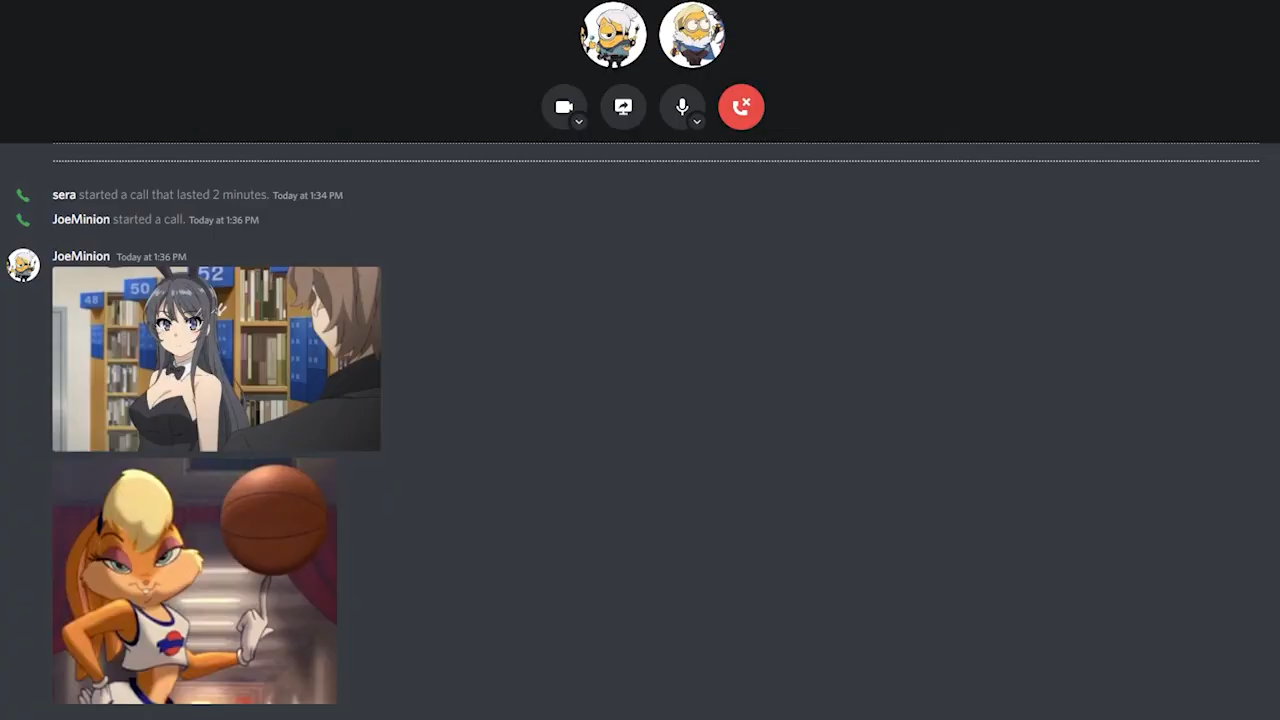 sera started a call that lasted 2 minutes. Today at 1:34 PM
JoeMinion started a call. Today at 1:36 PM
JoeMinion Today at 1:36 PM
52
50
48